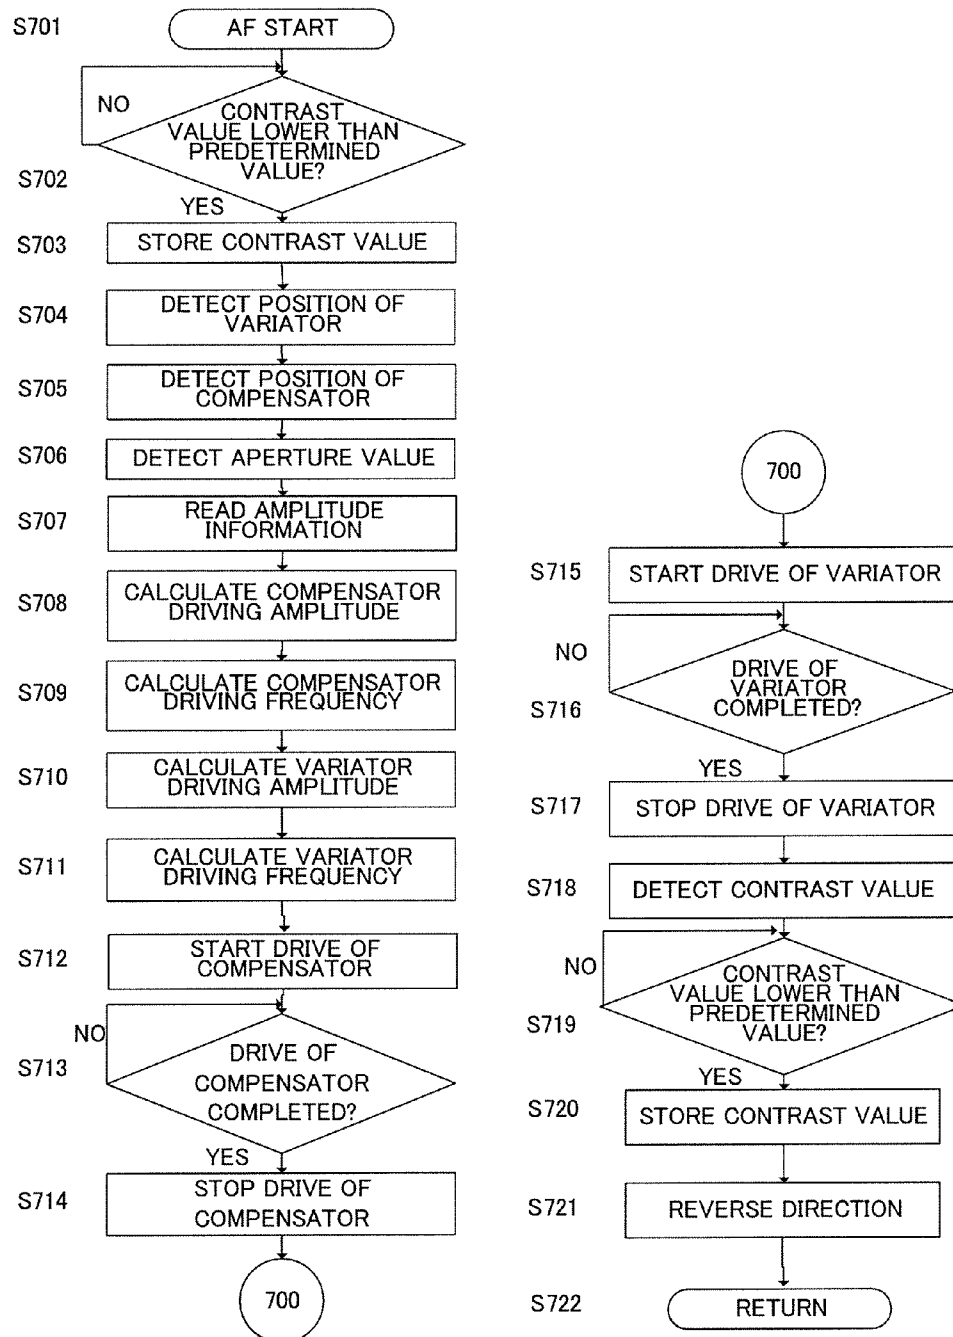 S701
AF START
NO
CONTRAST
VALUE LOWER THAN
PREDETERMINED
VALUE?
S702
YES
S703
STORE CONTRAST VALUE
S704
DETECT POSITION OF
VARIATOR
S705
DETECT POSITION OF
COMPENSATOR
S706
DETECT APERTURE VALUE
S707
READ AMPLITUDE
INFORMATION
S708
CALCULATE COMPENSATOR
DRIVING AMPLITUDE
S709
CALCULATE COMPENSATOR
DRIVING FREQUENCY
S710
CALCULATE VARIATOR
DRIVING AMPLITUDE
S711
CALCULATE VARIATOR
DRIVING FREQUENCY
S712
START DRIVE OF
COMPENSATOR
NO
S713
DRIVE OF
COMPENSATOR
COMPLETED?
YES
S714
STOP DRIVE OF
COMPENSATOR
700
700
S715
START DRIVE OF VARIATOR
NO
DRIVE OF
VARIATOR
COMPLETED?
S716
YES
S717
STOP DRIVE OF VARIATOR
S718
DETECT CONTRAST VALUE
NO
CONTRAST
VALUE LOWER THAN
PREDETERMINED
VALUE?
S719
YES
S720
STORE CONTRAST VALUE
S721
REVERSE DIRECTION
S722
RETURN